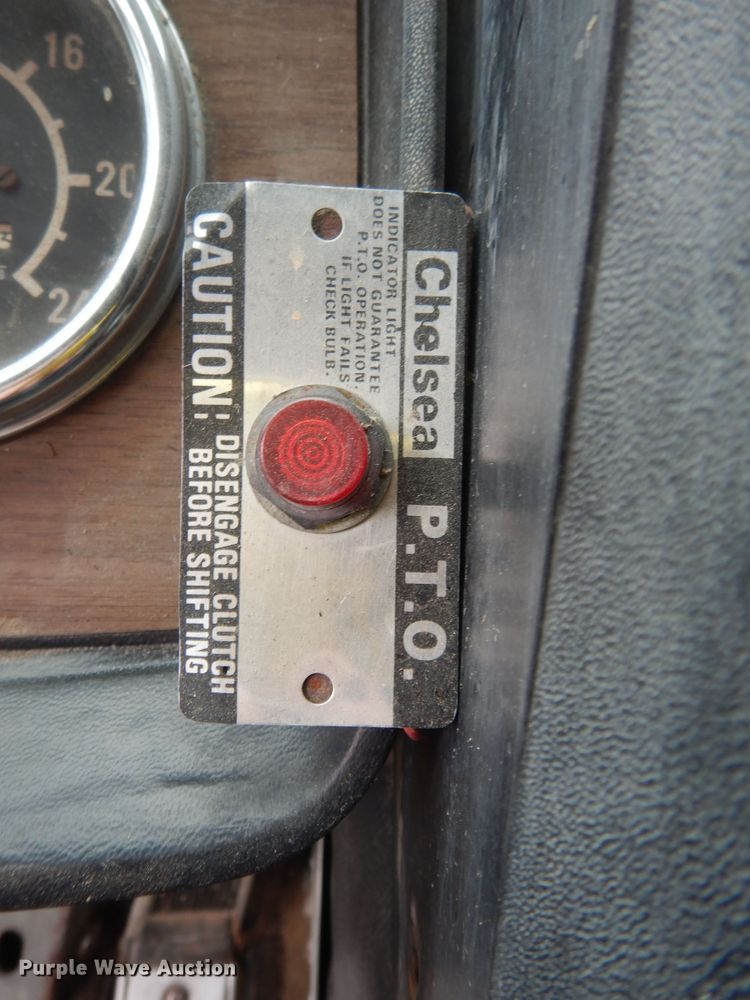 16
20
24
Chelsea P.T.O.
INDICATOR LIGHT
DOES NOT GUARANTEE
P.T.O. OPERATION.
IF LIGHT FAILS
CHECK BULB.
CAUTION: DISENGAGE CLUTCH
BEFORE SHIFTING
Purple Wave Auction